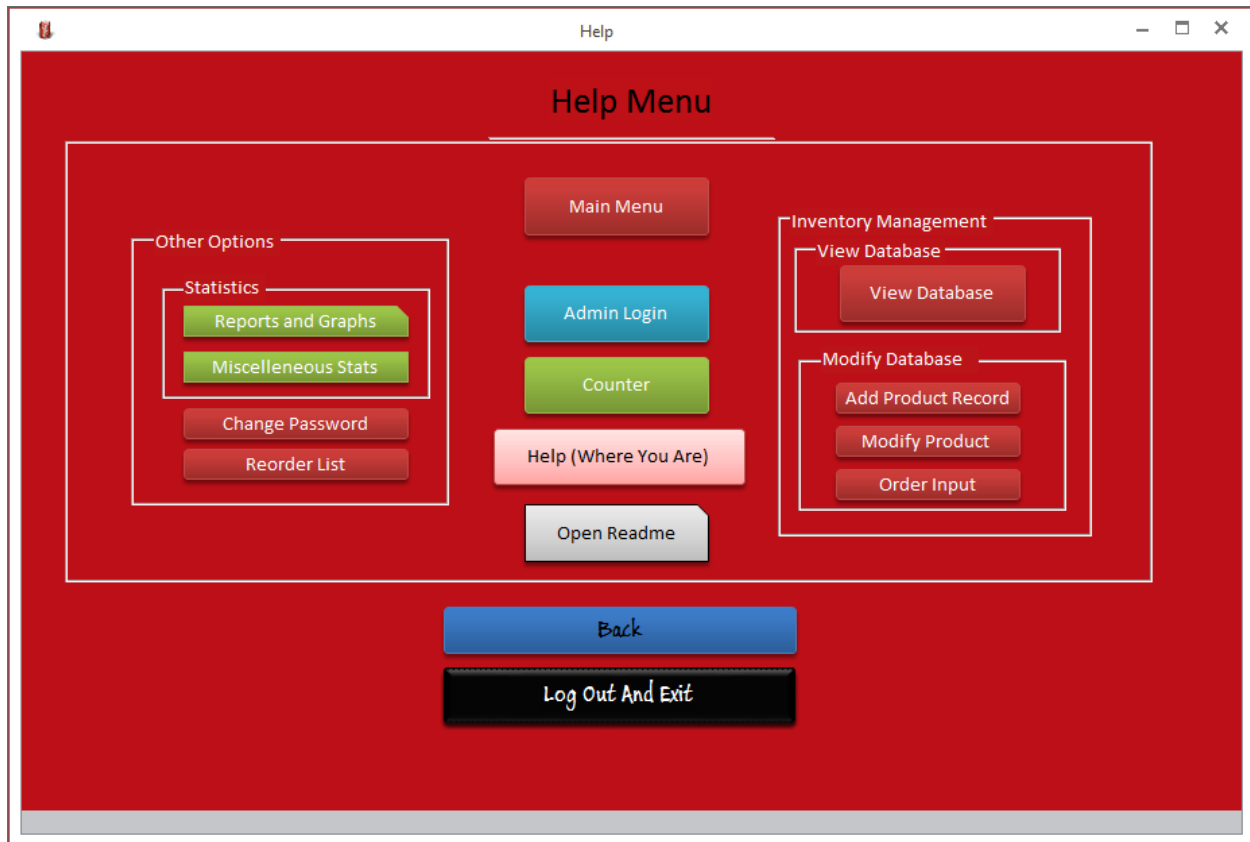 Help
Help Menu
Main Menu
Admin Login
Counter
Help (Where You Are)
Open Readme
Other Options
Statistics
Reports and Graphs
Miscelleneous Stats
Change Password
Reorder List
Inventory Management
View Database
View Database
Modify Database
Add Product Record
Modify Product
Order Input
Back
Log Out And Exit